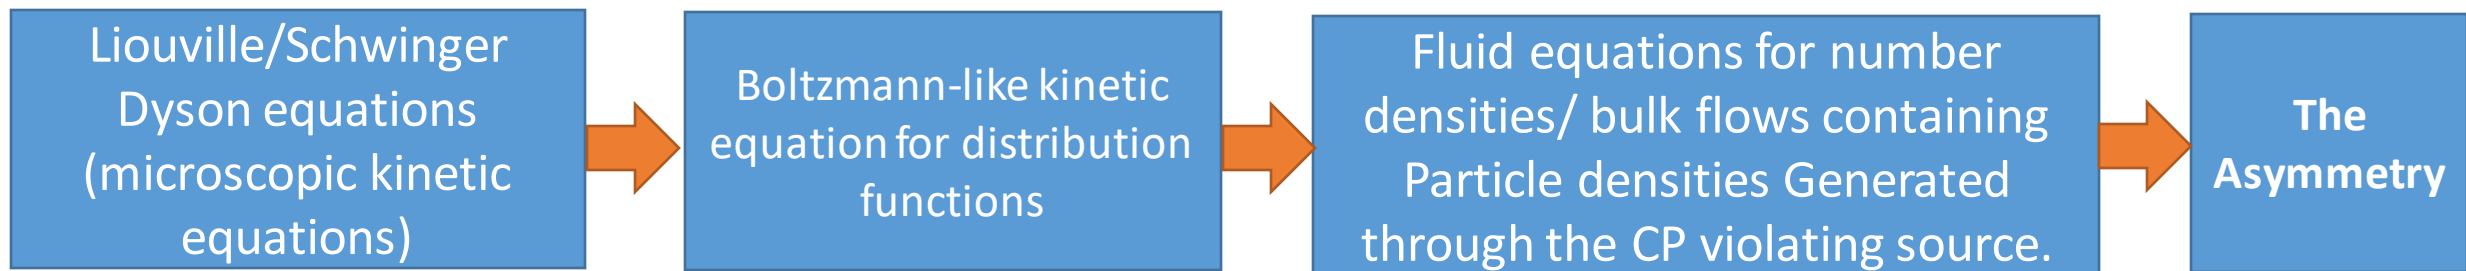 Liouville/Schwinger
Dyson equations
(microscopic kinetic
equations)
Boltzmann-like kinetic
equation for distribution
functions
Fluid equations for number
densities/ bulk flows containing
Particle densities Generated
through the CP violating source.
The
Asymmetry